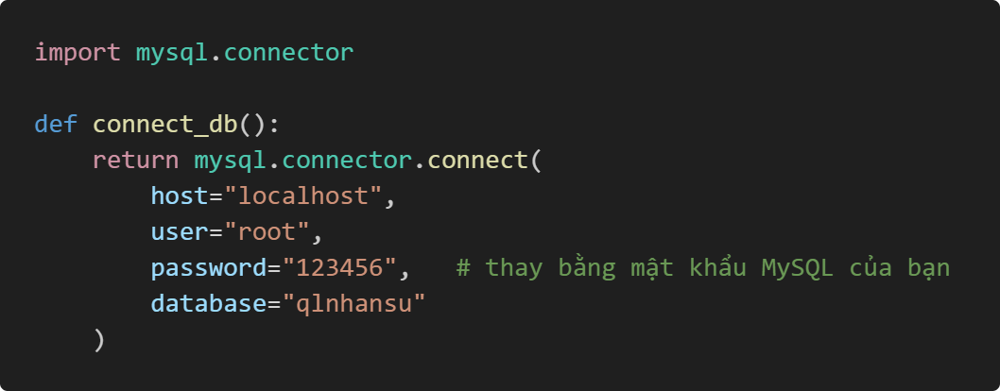 import mysql.connector
def connect_db():
    return mysql.connector.connect(
        host="localhost",
        user="root",
        password="123456",   # thay bằng mật khẩu MySQL của bạn
        database="qlnhansu"
    )